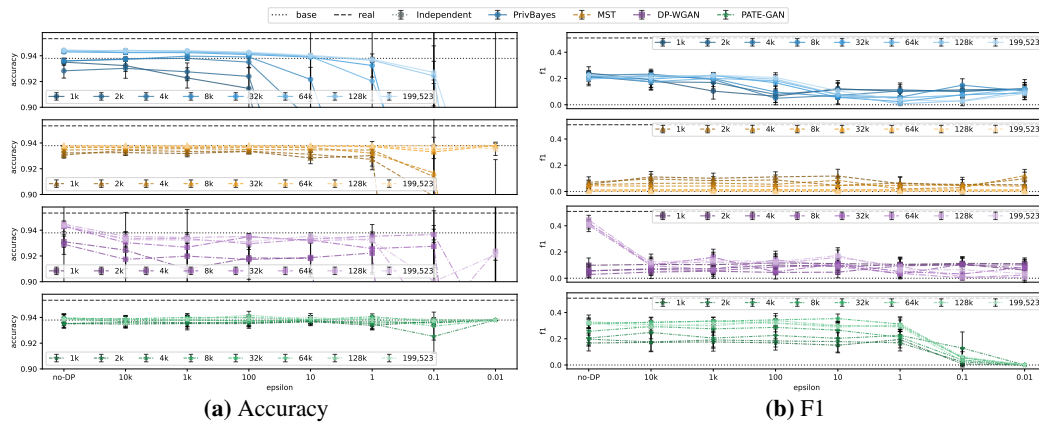 base real Independent PrivBayes MST DP-WGAN PATE-GAN
0.94
0.92
0.90
accuracy
1k 2k 4k 8k 32k 64k 128k 199,523
0.94
0.92
0.90
accuracy
1k 2k 4k 8k 32k 64k 128k 199,523
0.94
0.92
0.90
accuracy
1k 2k 4k 8k 32k 64k 128k 199,523
0.94
0.92
0.90
accuracy
1k 2k 4k 8k 32k 64k 128k 199,523
no-DP 10k 1k 100 10 1 0.1 0.01
epsilon
(a) Accuracy
0.4
0.2
0.0
f1
1k 2k 4k 8k 32k 64k 128k 199,523
0.4
0.2
0.0
f1
1k 2k 4k 8k 32k 64k 128k 199,523
0.4
0.2
0.0
f1
1k 2k 4k 8k 32k 64k 128k 199,523
0.4
0.2
0.0
f1
1k 2k 4k 8k 32k 64k 128k 199,523
no-DP 10k 1k 100 10 1 0.1 0.01
epsilon
(b) F1